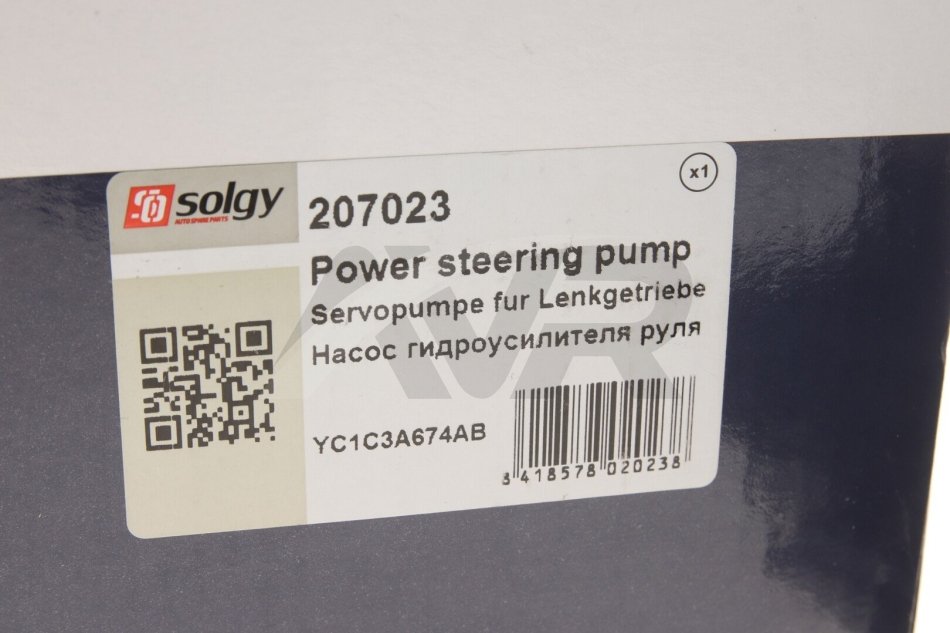 solgy
AUTO SPARE PARTS
207023
x1
Power steering pump
Servopumpe fur Lenkgetriebe
Насос гидроусилителя руля
YC1C3A674AB
3 418578 020238
AVR